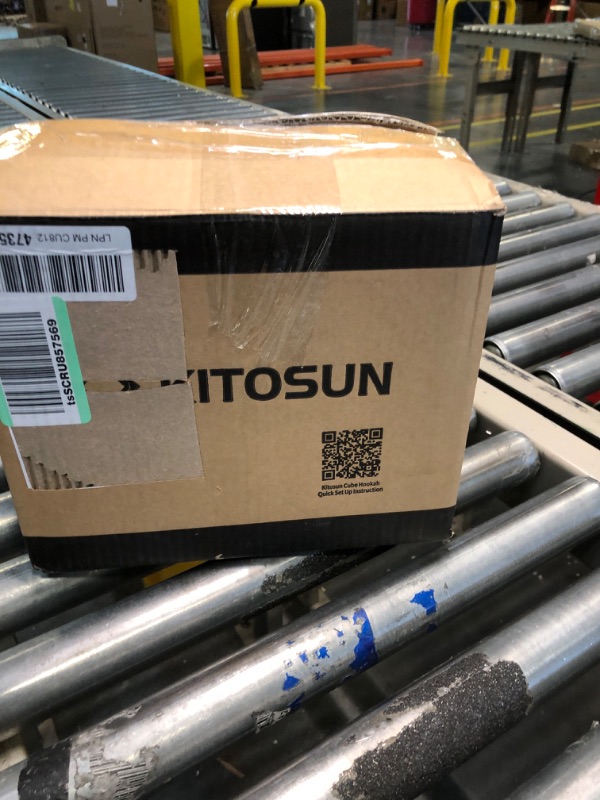 LPN PM CU812 4735
tsSCRU857569
KITOSUN
Kitosun Cube Hookah
Quick Set Up Instruction